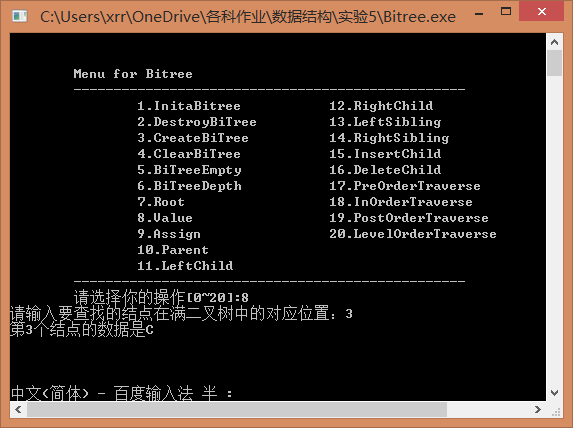 C:\Users\xrr\OneDrive\各科作业\数据结构\实验5\Bitree.exe
Menu for Bitree
-------------------------------------------------
1.InitaBitree 12.RightChild
2.DestroyBiTree 13.LeftSibling
3.CreateBiTree 14.RightSibling
4.ClearBiTree 15.InsertChild
5.BiTreeEmpty 16.DeleteChild
6.BiTreeDepth 17.PreOrderTraverse
7.Root 18.InOrderTraverse
8.Value 19.PostOrderTraverse
9.Assign 20.LevelOrderTraverse
10.Parent
11.LeftChild
-------------------------------------------------
请选择你的操作[0~20]:8
请输入要查找的结点在满二叉树中的对应位置：3
第3个结点的数据是C
中文(简体) - 百度输入法 半 :